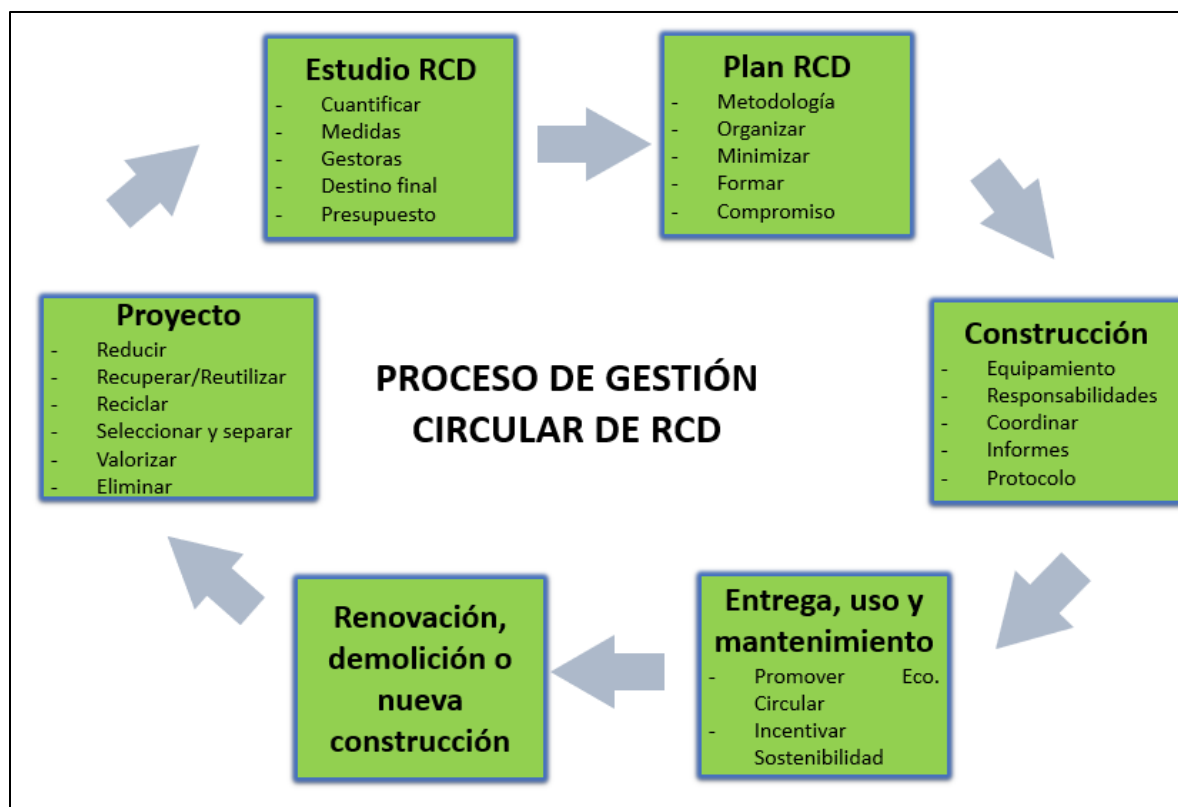 Estudio RCD
- Cuantificar
- Medidas
- Gestoras
- Destino final
- Presupuesto
Plan RCD
- Metodología
- Organizar
- Minimizar
- Formar
- Compromiso
Proyecto
- Reducir
- Recuperar/Reutilizar
- Reciclar
- Seleccionar y separar
- Valorizar
- Eliminar
PROCESO DE GESTIÓN
CIRCULAR DE RCD
Construcción
- Equipamiento
- Responsabilidades
- Coordinar
- Informes
- Protocolo
Renovación,
demolición o
nueva
construcción
Entrega, uso y
mantenimiento
- Promover Eco.
Circular
- Incentivar
Sostenibilidad